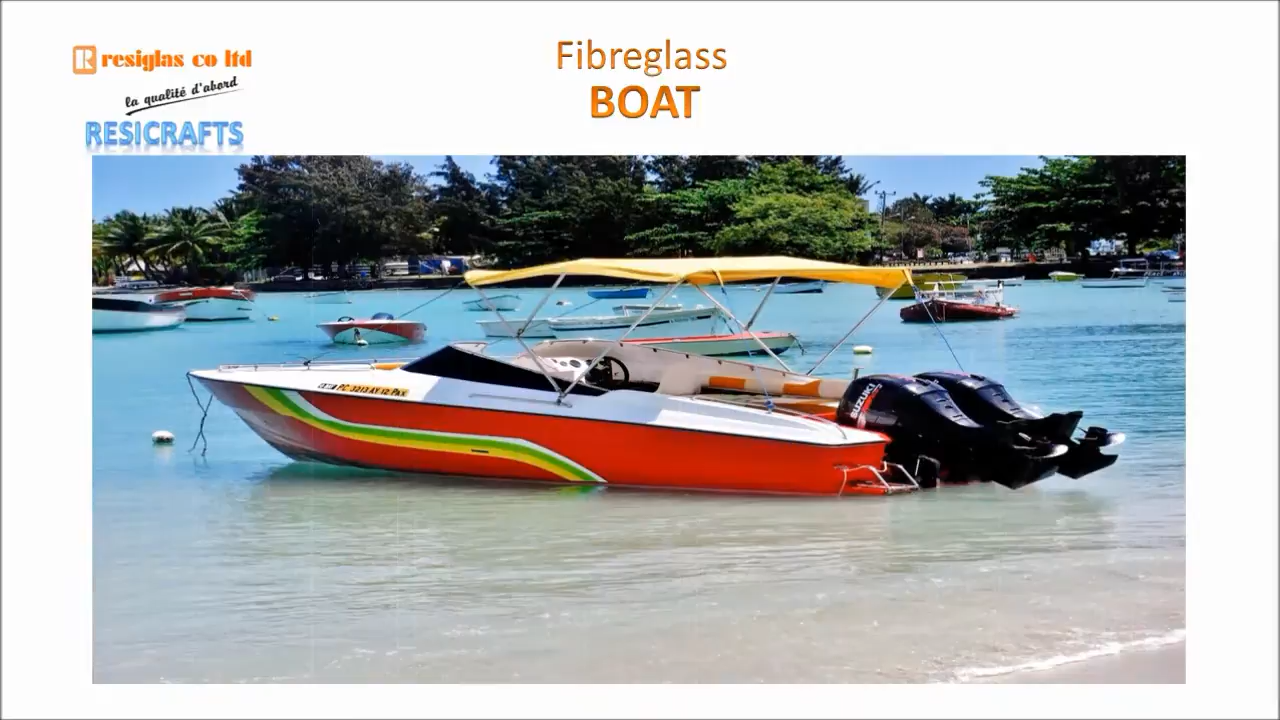 resiglas co ltd
la qualité d'abord
RESICRAFTS
Fibreglass
BOAT
PC 3213 AY 12 Pax
SUZUKI